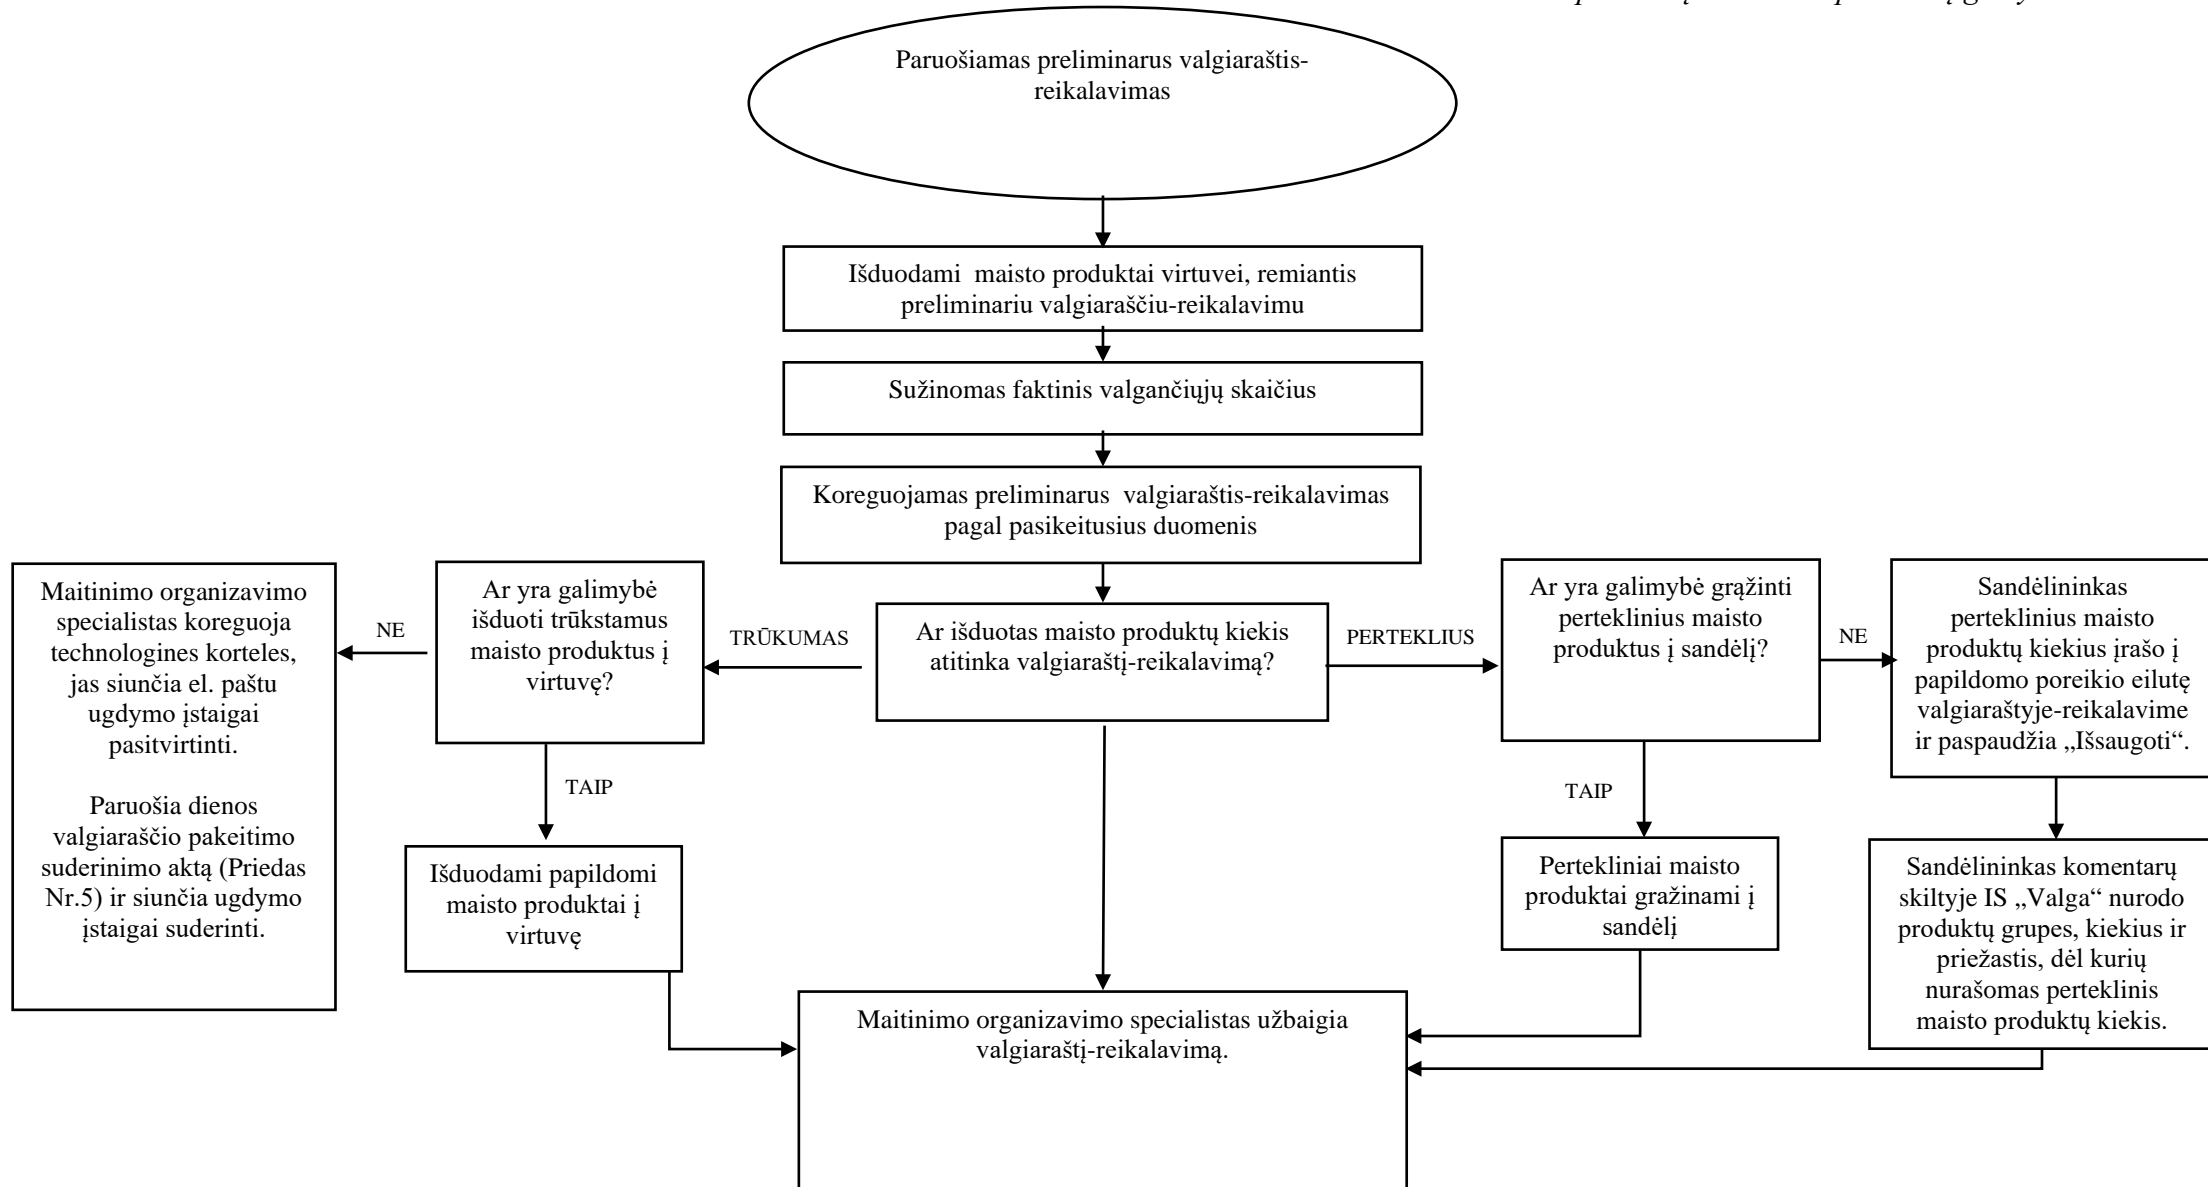 Paruošiamas preliminarus valgiaraštis-
reikalavimas
Išduodami  maisto produktai virtuvei, remiantis
preliminariu valgiaraščiu-reikalavimu
Sužinomas faktinis valgančiųjų skaičius
Koreguojamas preliminarus  valgiaraštis-reikalavimas
pagal pasikeitusius duomenis
Maitinimo organizavimo
specialistas koreguoja
technologines korteles,
jas siunčia el. paštu
ugdymo įstaigai
pasitvirtinti.
Paruošia dienos
valgiaraščio pakeitimo
suderinimo aktą (Priedas
Nr.5) ir siunčia ugdymo
įstaigai suderinti.
NE
Ar yra galimybė
išduoti trūkstamus
maisto produktus į
virtuvę?
TRŪKUMAS
Ar išduotas maisto produktų kiekis
atitinka valgiaraštį-reikalavimą?
PERTEKLIUS
Ar yra galimybė grąžinti
perteklinius maisto
produktus į sandėlį?
NE
Sandėlininkas
perteklinius maisto
produktų kiekius įrašo į
papildomo poreikio eilutę
valgiaraštyje-reikalavime
ir paspaudžia „Išsaugoti“.
TAIP
TAIP
Išduodami papildomi
maisto produktai į
virtuvę
Pertekliniai maisto
produktai gražinami į
sandėlį
Sandėlininkas komentarų
skiltyje IS „Valga“ nurodo
produktų grupes, kiekius ir
priežastis, dėl kurių
nurašomas perteklinis
maisto produktų kiekis.
Maitinimo organizavimo specialistas užbaigia
valgiaraštį-reikalavimą.